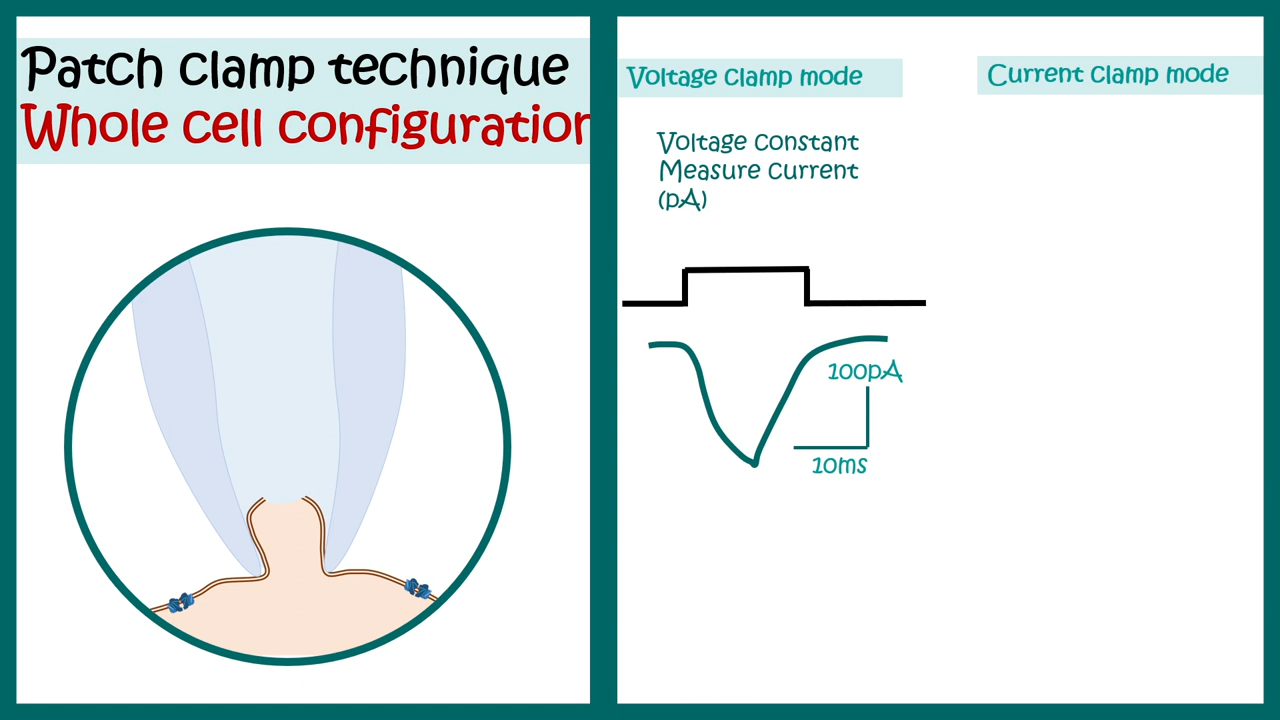 Patch clamp technique
Whole cell configuration
Voltage clamp mode
Current clamp mode
Voltage constant
Measure current
(pA)
100pA
10ms